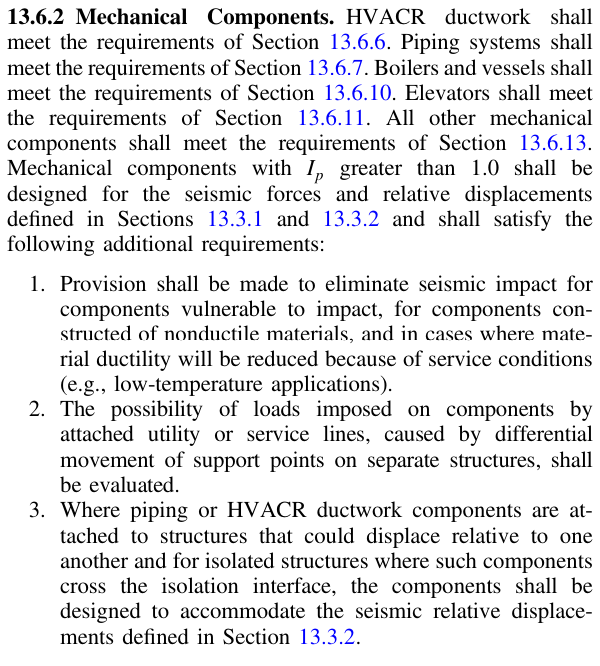 13.6.2 Mechanical Components. HVACR ductwork shall
meet the requirements of Section 13.6.6. Piping systems shall
meet the requirements of Section 13.6.7. Boilers and vessels shall
meet the requirements of Section 13.6.10. Elevators shall meet
the requirements of Section 13.6.11. All other mechanical
components shall meet the requirements of Section 13.6.13.
Mechanical components with Ip greater than 1.0 shall be
designed for the seismic forces and relative displacements
defined in Sections 13.3.1 and 13.3.2 and shall satisfy the
following additional requirements:
1. Provision shall be made to eliminate seismic impact for
components vulnerable to impact, for components con-
structed of nonductile materials, and in cases where mate-
rial ductility will be reduced because of service conditions
(e.g., low-temperature applications).
2. The possibility of loads imposed on components by
attached utility or service lines, caused by differential
movement of support points on separate structures, shall
be evaluated.
3. Where piping or HVACR ductwork components are at-
tached to structures that could displace relative to one
another and for isolated structures where such components
cross the isolation interface, the components shall be
designed to accommodate the seismic relative displace-
ments defined in Section 13.3.2.